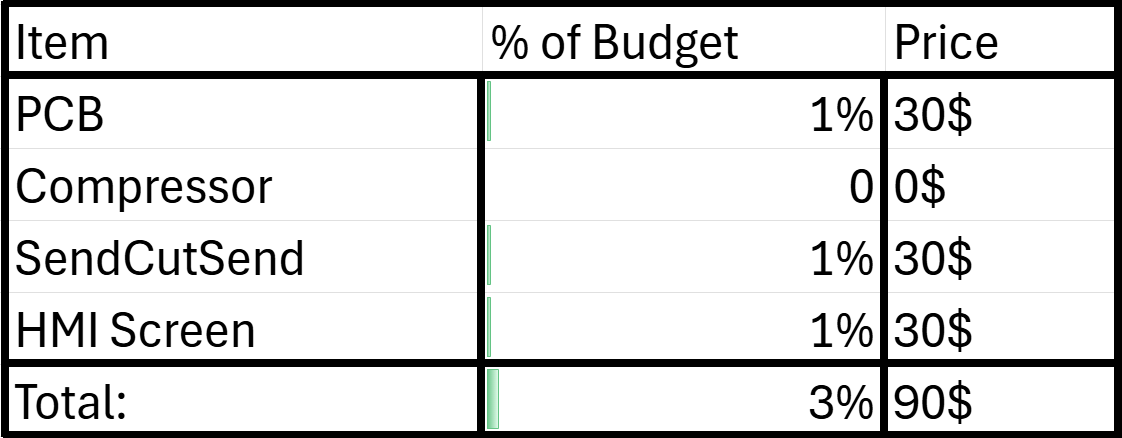 Item % of Budget Price
PCB 1% 30$
Compressor 0 0$
SendCutSend 1% 30$
HMI Screen 1% 30$
Total: 3% 90$